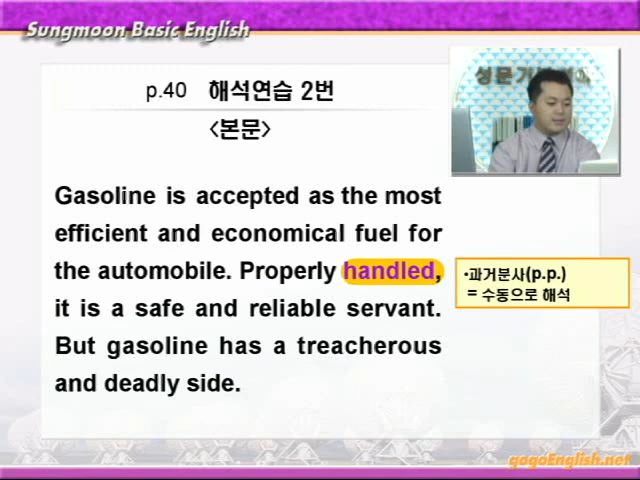 Sungmoon Basic English
p.40 해석연습 2번
<본문>
Gasoline is accepted as the most
efficient and economical fuel for
the automobile. Properly handled,
it is a safe and reliable servant.
But gasoline has a treacherous
and deadly side.
•과거분사(p.p.)
= 수동으로 해석
gogoEnglish.net